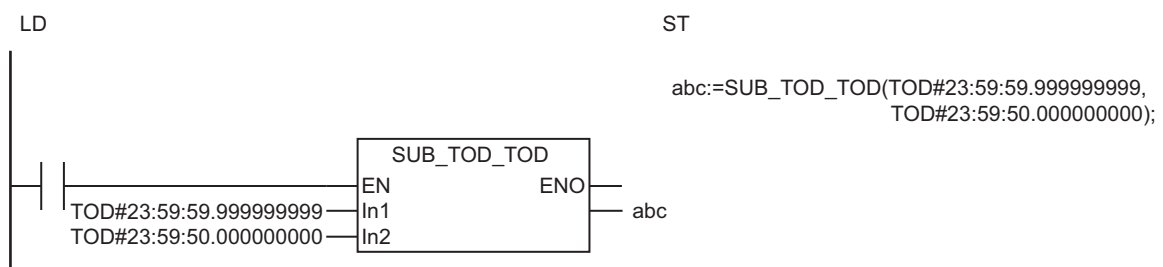 LD
ST
abc:=SUB_TOD_TOD(TOD#23:59:59.999999999,
TOD#23:59:50.000000000);
SUB_TOD_TOD
EN ENO
TOD#23:59:59.999999999 In1 abc
TOD#23:59:50.000000000 In2